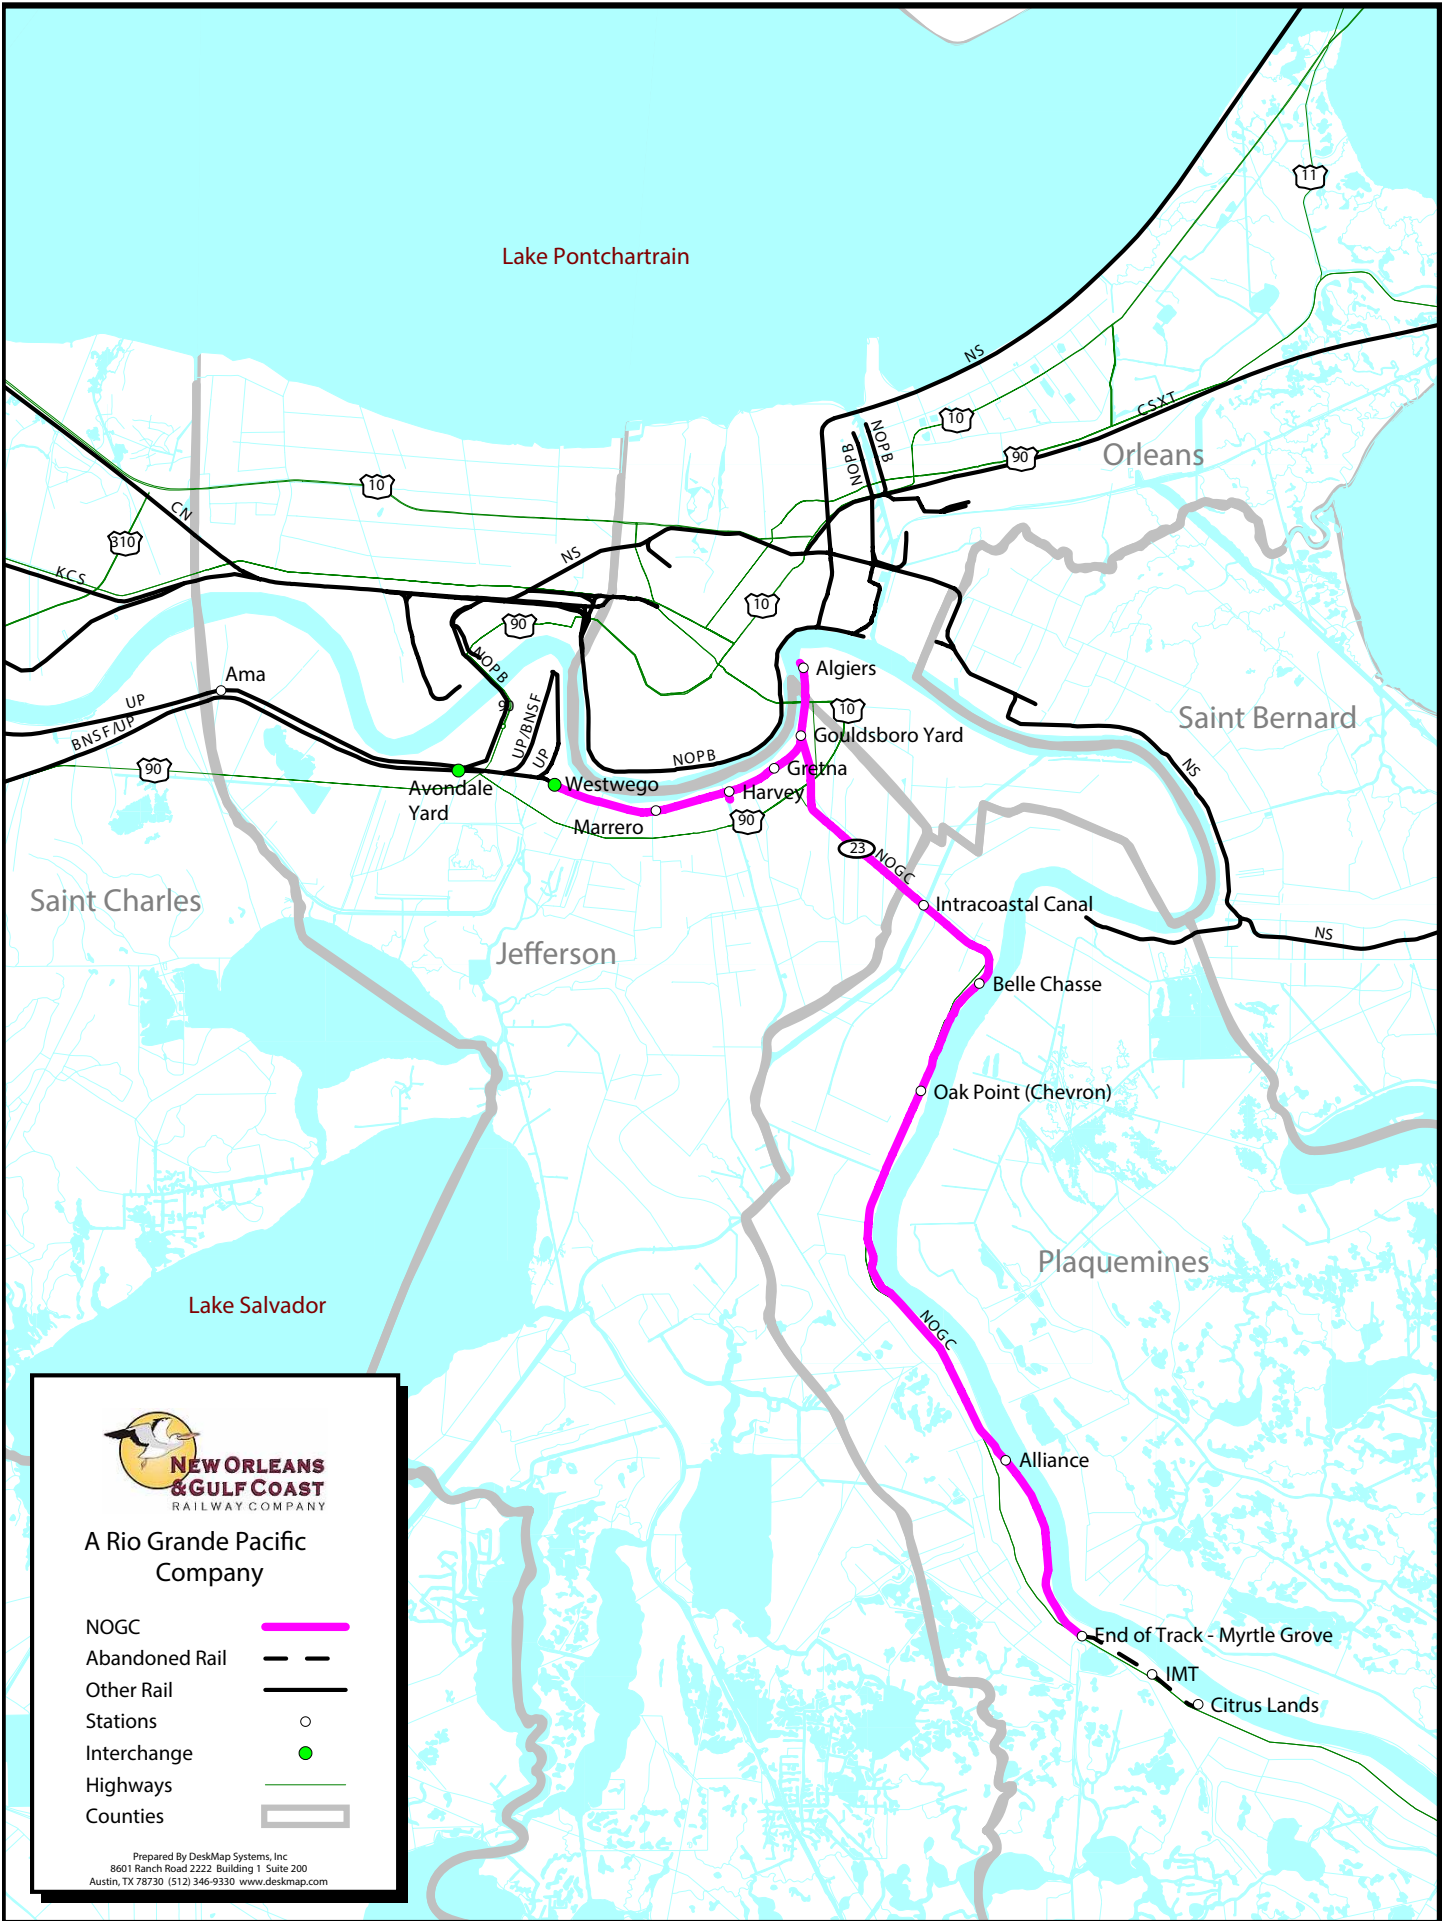 11
Lake Pontchartrain
NS
CSXT
10
NOPB
NOPB
90
Orleans
10
CN
310
NS
KCS
10
90
NOPB
Ama
Algiers
UP
BNSF/UP
90
UP/BNSF
UP
10
Saint Bernard
Gouldsboro Yard
NOPB
NS
90
Gretna
Avondale
Yard
Westwego
Harvey
Marrero
90
23
NOGC
Saint Charles
Intracoastal Canal
NS
Jefferson
Belle Chasse
Oak Point (Chevron)
Plaquemines
Lake Salvador
NOGC
Alliance
End of Track - Myrtle Grove
IMT
Citrus Lands
NEW ORLEANS
& GULF COAST
RAILWAY COMPANY
A Rio Grande Pacific
Company
NOGC
Abandoned Rail
Other Rail
Stations
Interchange
Highways
Counties
Prepared By DeskMap Systems, Inc
8601 Ranch Road 2222 Building 1 Suite 200
Austin, TX 78730 (512) 346-9330 www.deskmap.com